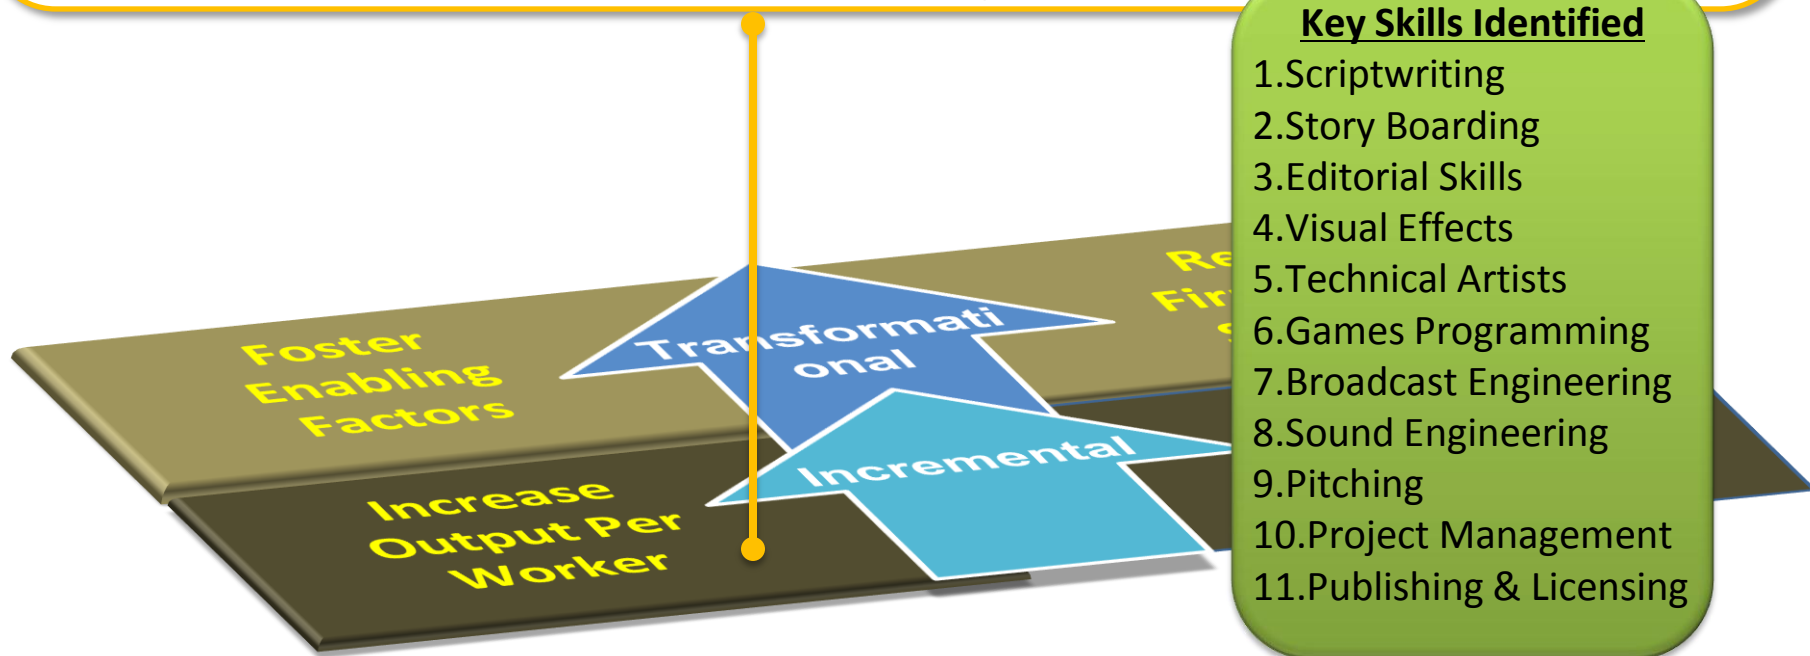 Key Skills Identified
1.Scriptwriting
2.Story Boarding
3.Editorial Skills
4.Visual Effects
5.Technical Artists
6.Games Programming
7.Broadcast Engineering
8.Sound Engineering
9.Pitching
10.Project Management
11.Publishing & Licensing
Foster
Enabling
Factors
Transformati
onal
Incremental
Increase
Output Per
Worker